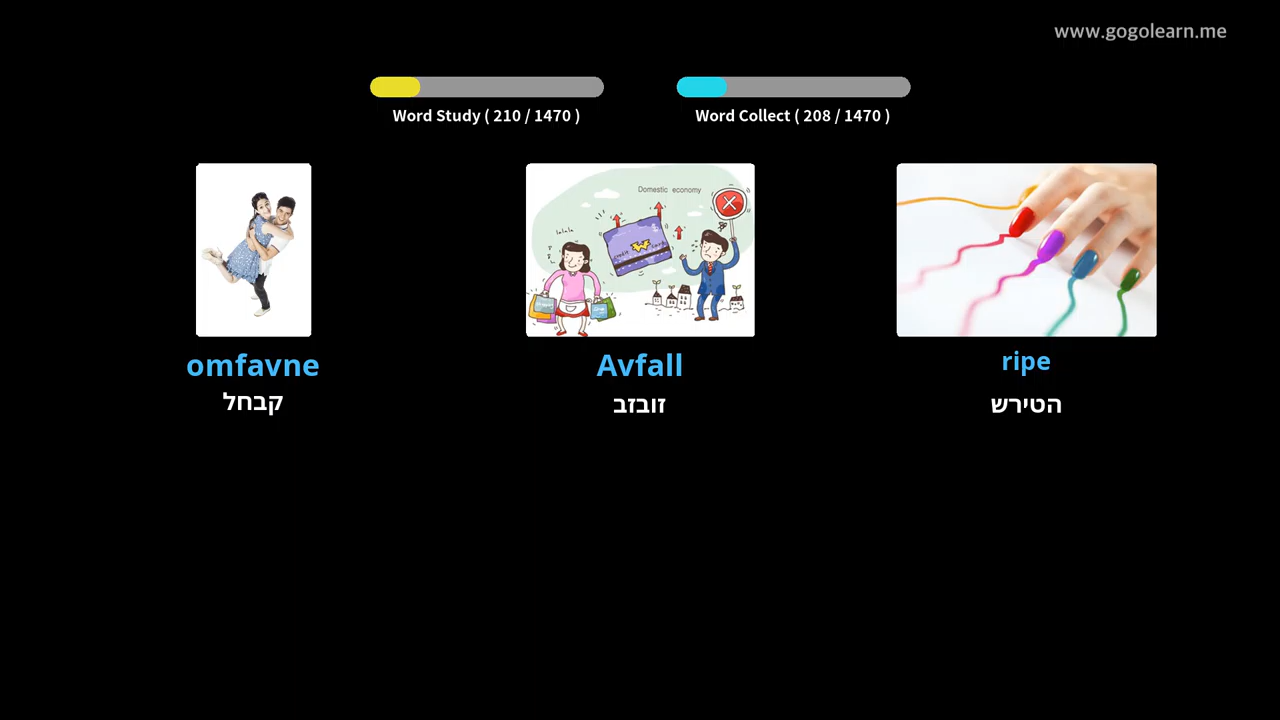 www.gogolearn.me
Word Study ( 210 / 1470 )
Word Collect ( 208 / 1470 )
Domestic economy
lalala
omfavne
Avfall
ripe
קבחל
זובזב
הטירש